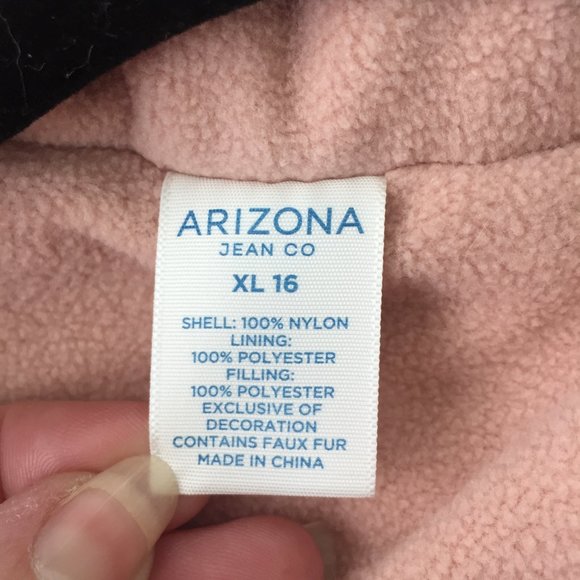 ARIZONA
JEAN CO
XL 16
SHELL: 100% NYLON
LINING:
100% POLYESTER
FILLING:
100% POLYESTER
EXCLUSIVE OF
DECORATION
CONTAINS FAUX FUR
MADE IN CHINA